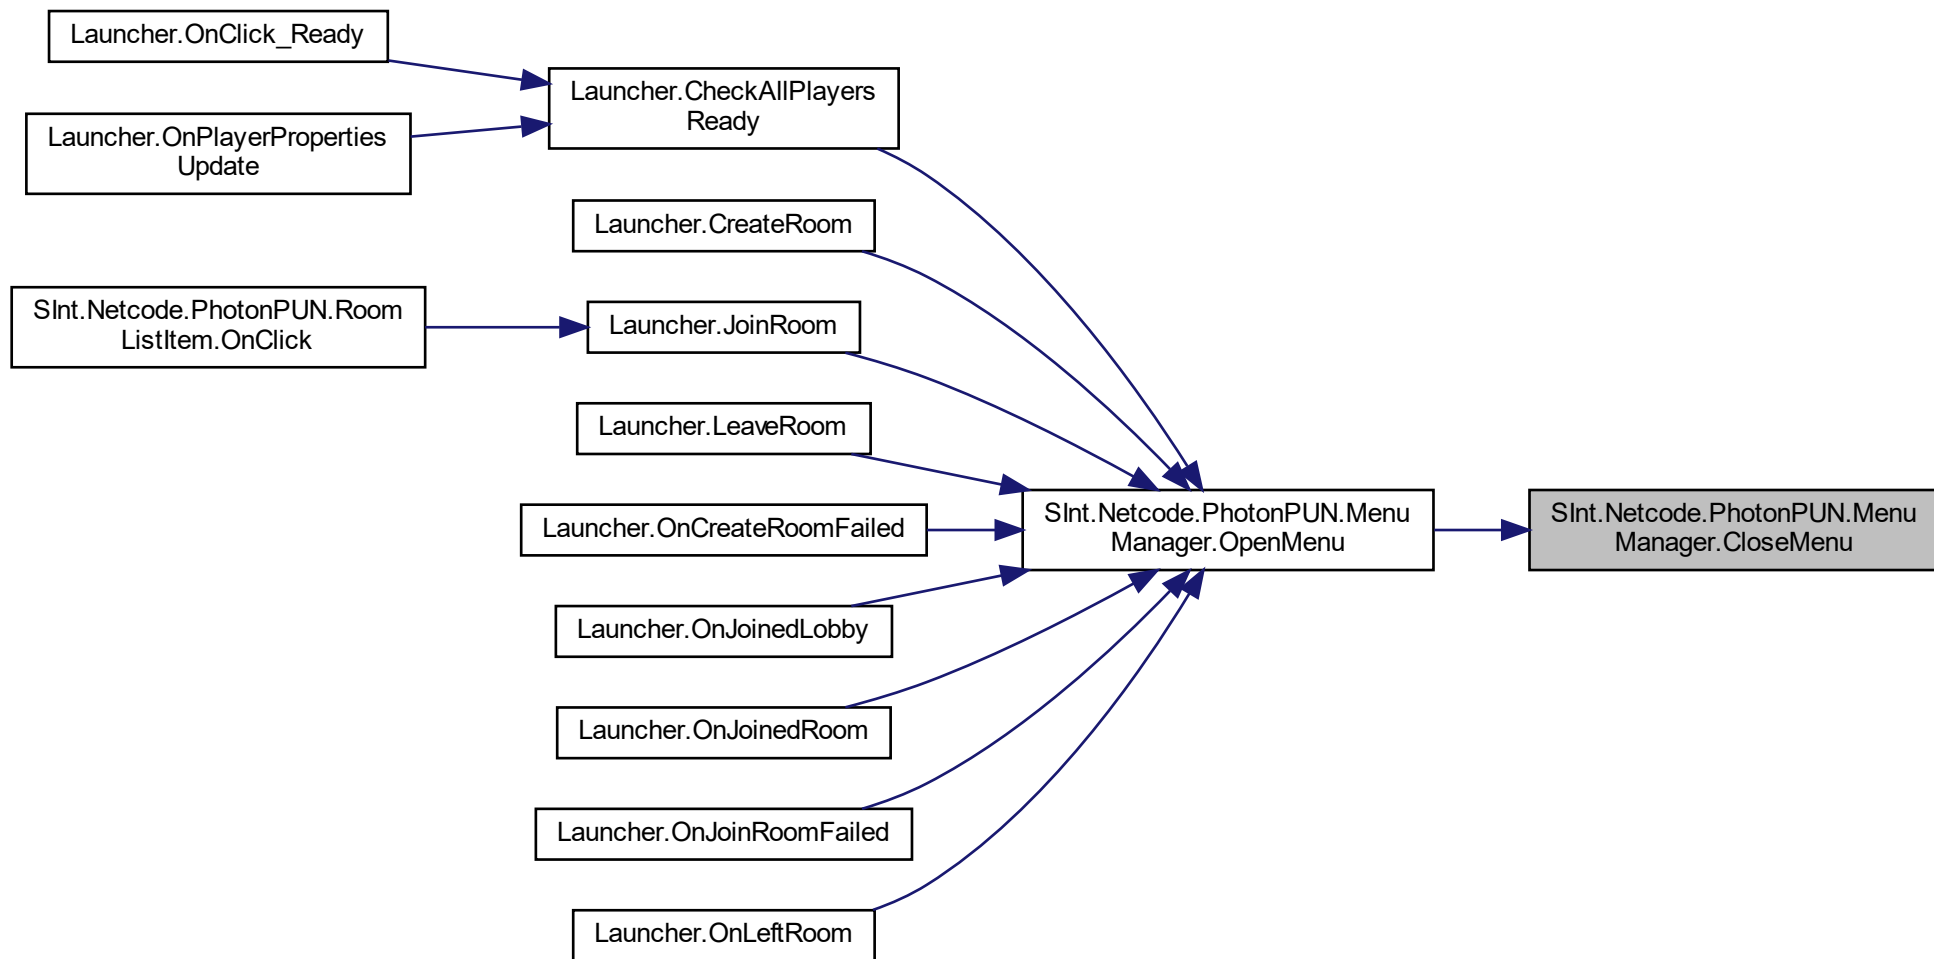 Launcher.OnClick_Ready
Launcher.CheckAllPlayers
Ready
Launcher.OnPlayerProperties
Update
Launcher.CreateRoom
SInt.Netcode.PhotonPUN.Room
ListItem.OnClick
Launcher.JoinRoom
Launcher.LeaveRoom
Launcher.OnCreateRoomFailed
SInt.Netcode.PhotonPUN.Menu
Manager.OpenMenu
SInt.Netcode.PhotonPUN.Menu
Manager.CloseMenu
Launcher.OnJoinedLobby
Launcher.OnJoinedRoom
Launcher.OnJoinRoomFailed
Launcher.OnLeftRoom